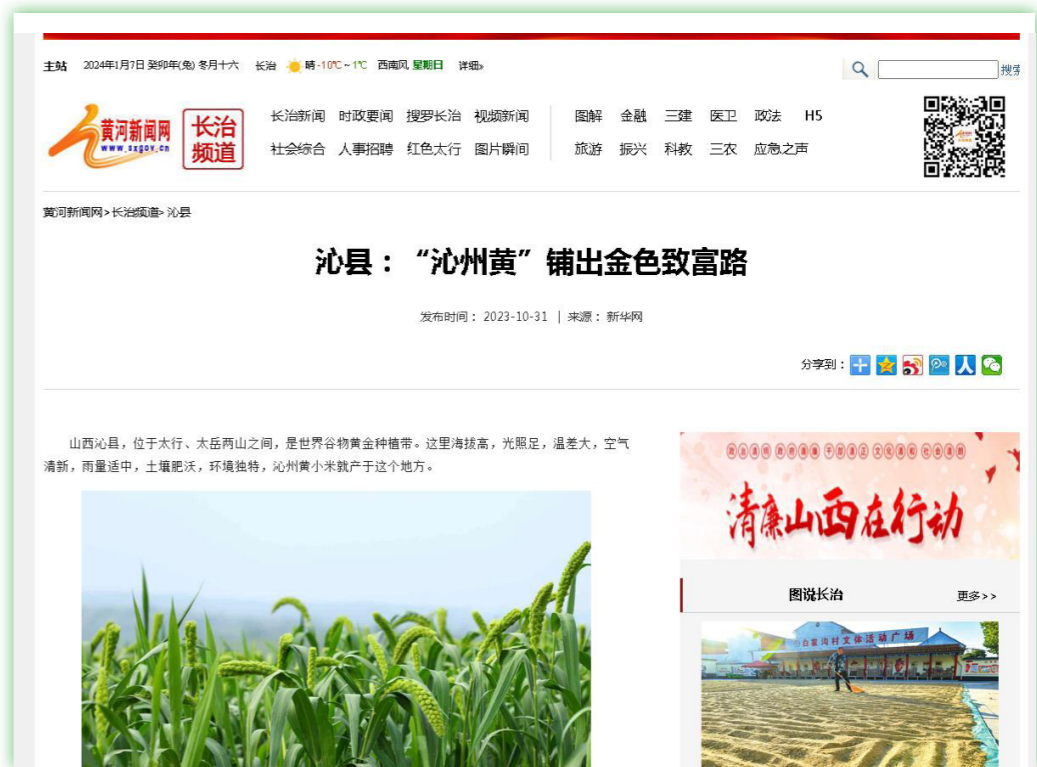 主站 2024年1月7日 癸卯年(兔) 冬月十六 长治 晴 -10℃ ~ 1℃ 西南风 星期日 详细»
搜索
黄河新闻网
www.sxgov.cn
长治
频道
长治新闻 时政要闻 搜罗长治 视频新闻 图解 金融 三建 医卫 政法 H5
社会综合 人事招聘 红色太行 图片瞬间 旅游 振兴 科教 三农 应急之声
黄河新闻网>长治频道> 沁县
沁县：“沁州黄”铺出金色致富路
发布时间：2023-10-31 | 来源：新华网
分享到：
山西沁县，位于太行、太岳两山之间，是世界谷物黄金种植带。这里海拔高，光照足，温差大，空气
清新，雨量适中，土壤肥沃，环境独特，沁州黄小米就产于这个地方。
清廉山西在行动
图说长治 更多>>
白家沟村文体活动广场